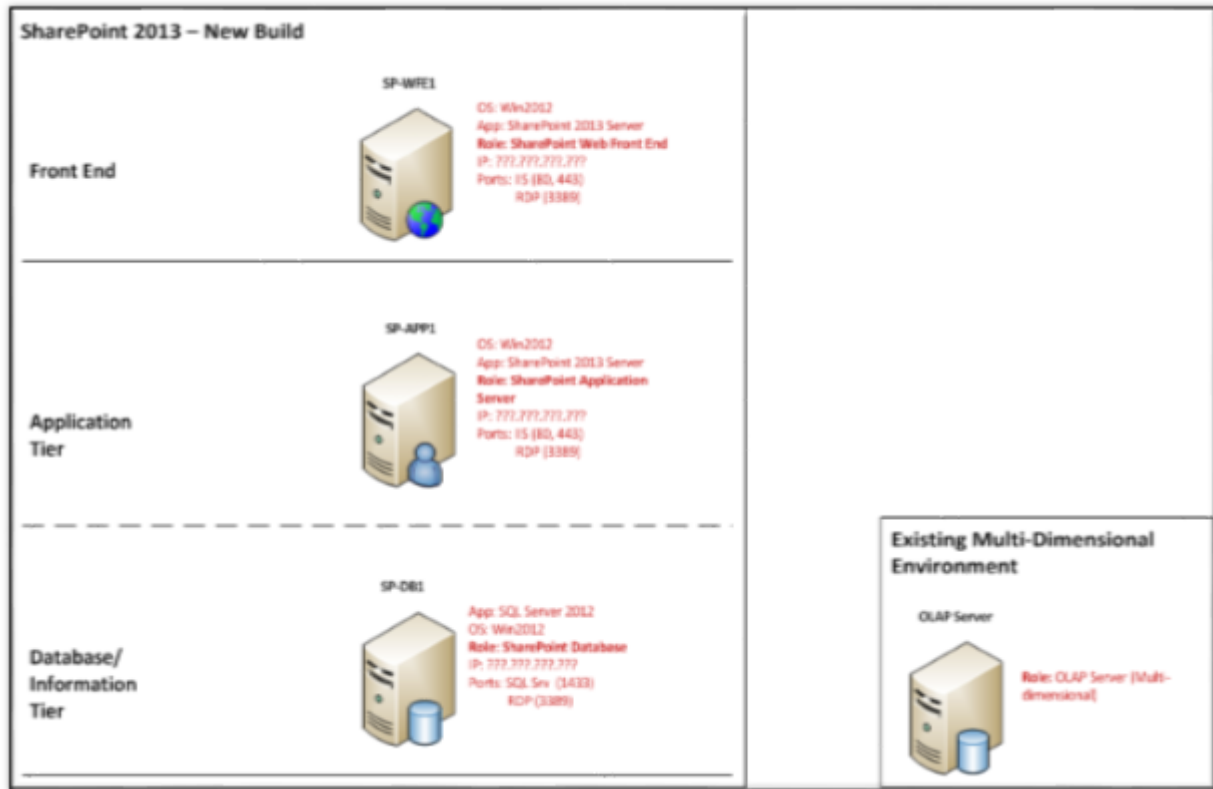 SharePoint 2013 – New Build
SP-WFE1
OS: Win2012
App: SharePoint 2013 Server
Role: SharePoint Web Front End
IP: ???.???.???.???
Ports: IIS (80, 443)
RDP (3389)
Front End
SP-APP1
OS: Win2012
App: SharePoint 2013 Server
Role: SharePoint Application
Server
IP: ???.???.???.???
Ports: IIS (80, 443)
RDP (3389)
Application
Tier
SP-DB1
App: SQL Server 2012
OS: Win2012
Role: SharePoint Database
IP: ???.???.???.???
Ports: SQL Srv (1433)
RDP (3389)
Database/
Information
Tier
Existing Multi-Dimensional
Environment
OLAP Server
Role: OLAP Server (Multi-
dimensional)